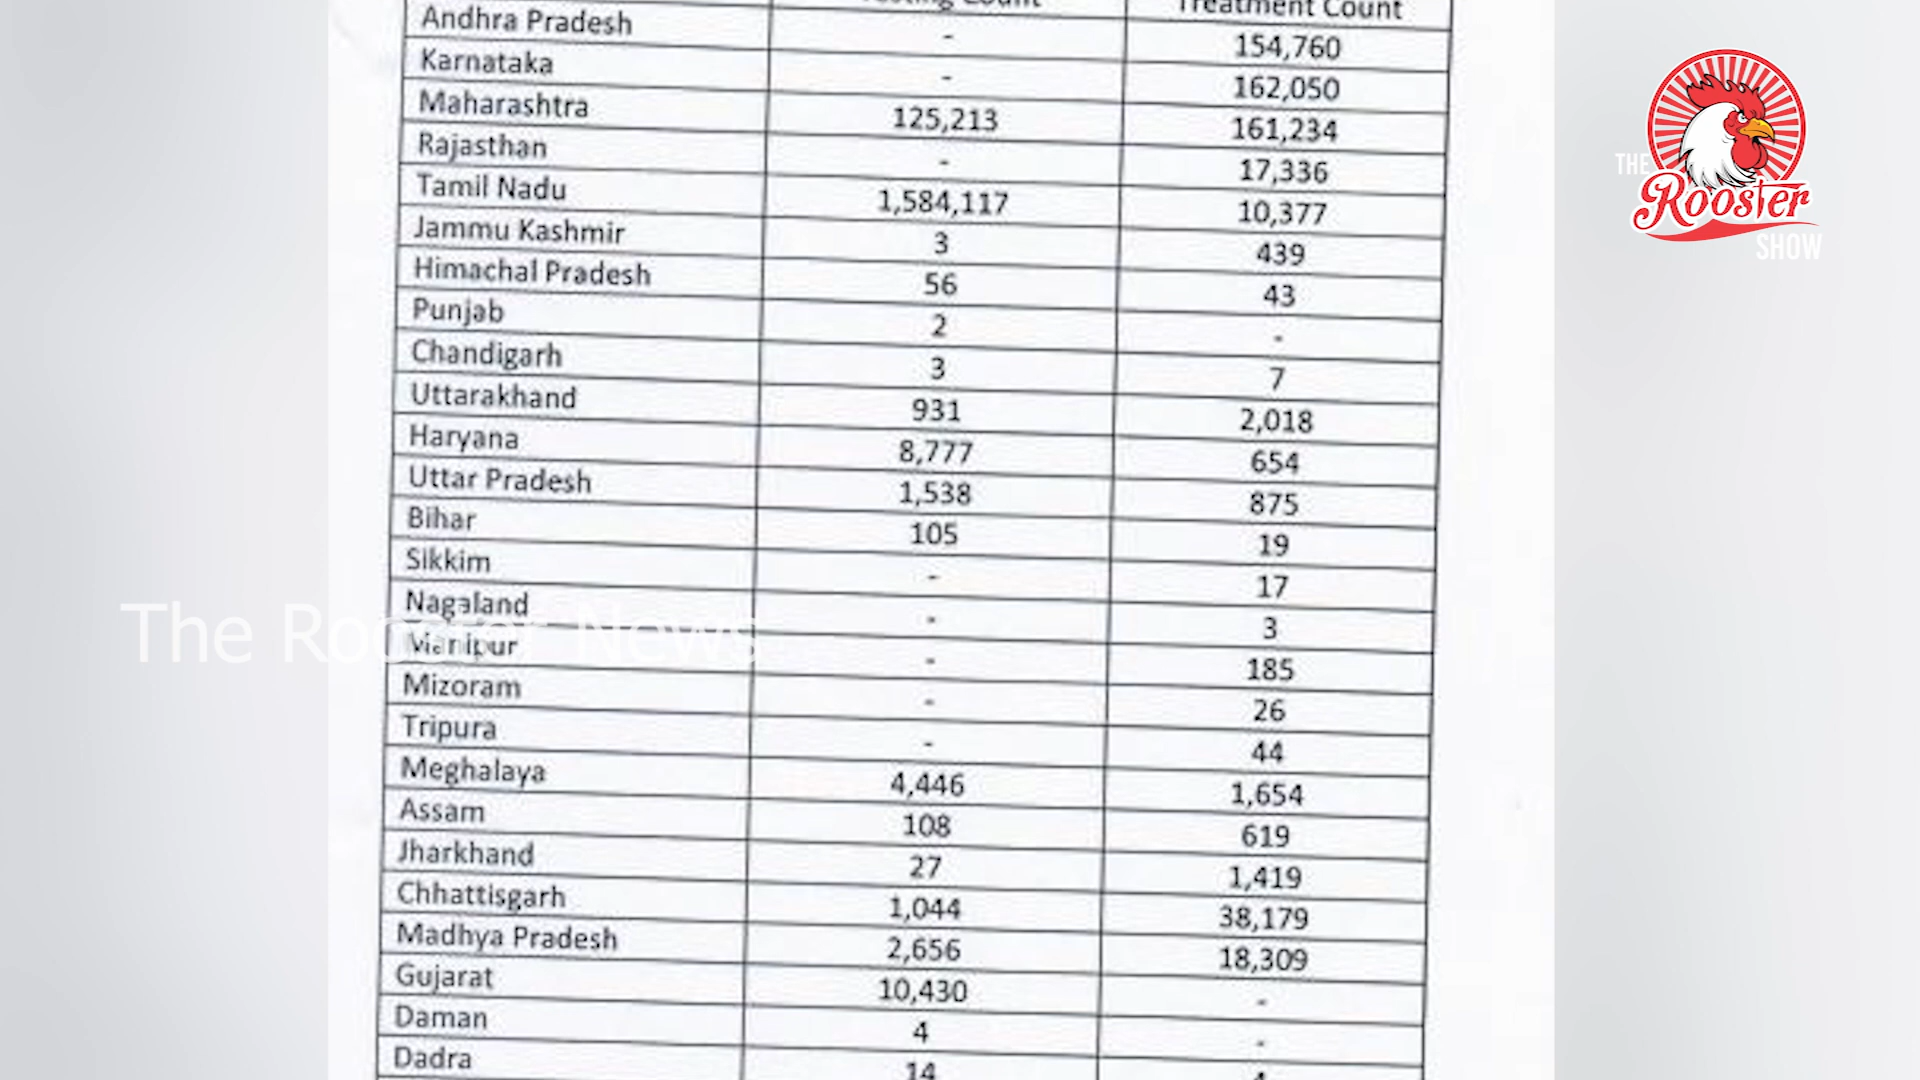 Count Treatment Count
Andhra Pradesh - 154,760
Karnataka - 162,050
Maharashtra 125,213 161,234
Rajasthan - 17,336
Tamil Nadu 1,584,117 10,377
Jammu Kashmir 3 439
Himachal Pradesh 56 43
Punjab 2 -
Chandigarh 3 7
Uttarakhand 931 2,018
Haryana 8,777 654
Uttar Pradesh 1,538 875
Bihar 105 19
Sikkim - 17
Nagaland - 3
Manipur - 185
Mizoram - 26
Tripura - 44
Meghalaya 4,446 1,654
Assam 108 619
Jharkhand 27 1,419
Chhattisgarh 1,044 38,179
Madhya Pradesh 2,656 18,309
Gujarat 10,430 -
Daman 4 -
Dadra 14
THE
Rooster
SHOW
The Rooster News...